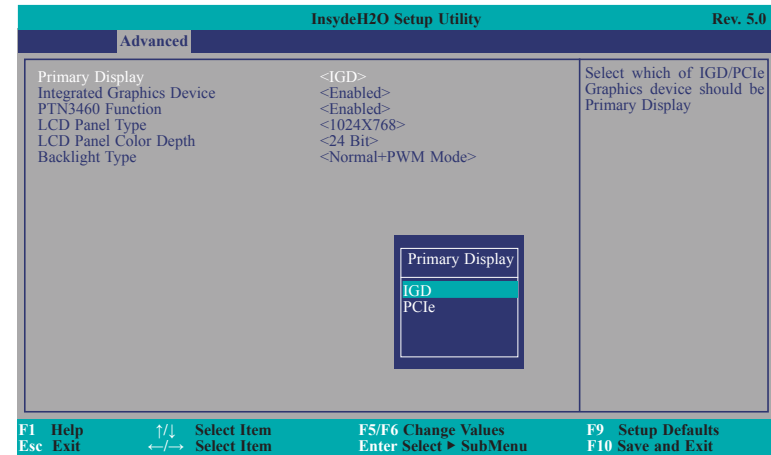 InsydeH2O Setup Utility Rev. 5.0
Advanced
Primary Display <IGD>
Integrated Graphics Device <Enabled>
PTN3460 Function <Enabled>
LCD Panel Type <1024X768>
LCD Panel Color Depth <24 Bit>
Backlight Type <Normal+PWM Mode>
Select which of IGD/PCIe
Graphics device should be
Primary Display
Primary Display
IGD
PCIe
F1 Help ↑/↓ Select Item F5/F6 Change Values F9 Setup Defaults
Esc Exit ←/→ Select Item Enter Select ▶ SubMenu F10 Save and Exit